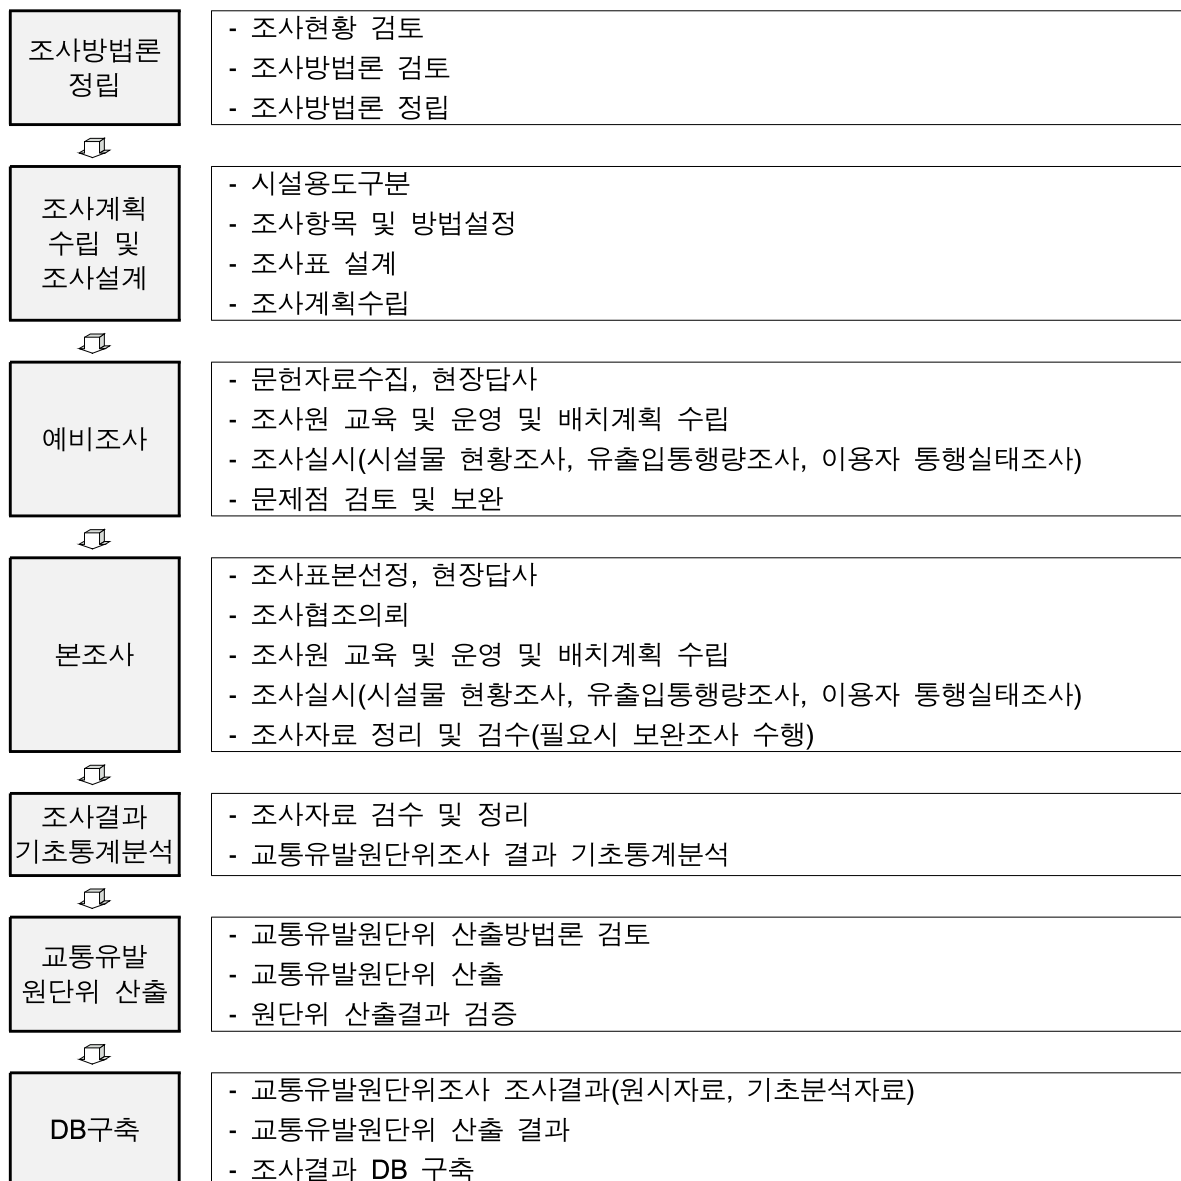 조사방법론
정립
- 조사현황 검토
- 조사방법론 검토
- 조사방법론 정립
조사계획
수립 및
조사설계
- 시설용도구분
- 조사항목 및 방법설정
- 조사표 설계
- 조사계획수립
예비조사
- 문헌자료수집, 현장답사
- 조사원 교육 및 운영 및 배치계획 수립
- 조사실시(시설물 현황조사, 유출입통행량조사, 이용자 통행실태조사)
- 문제점 검토 및 보완
본조사
- 조사표본선정, 현장답사
- 조사협조의뢰
- 조사원 교육 및 운영 및 배치계획 수립
- 조사실시(시설물 현황조사, 유출입통행량조사, 이용자 통행실태조사)
- 조사자료 정리 및 검수(필요시 보완조사 수행)
조사결과
기초통계분석
- 조사자료 검수 및 정리
- 교통유발원단위조사 결과 기초통계분석
교통유발
원단위 산출
- 교통유발원단위 산출방법론 검토
- 교통유발원단위 산출
- 원단위 산출결과 검증
DB구축
- 교통유발원단위조사 조사결과(원시자료, 기초분석자료)
- 교통유발원단위 산출 결과
- 조사결과 DB 구축